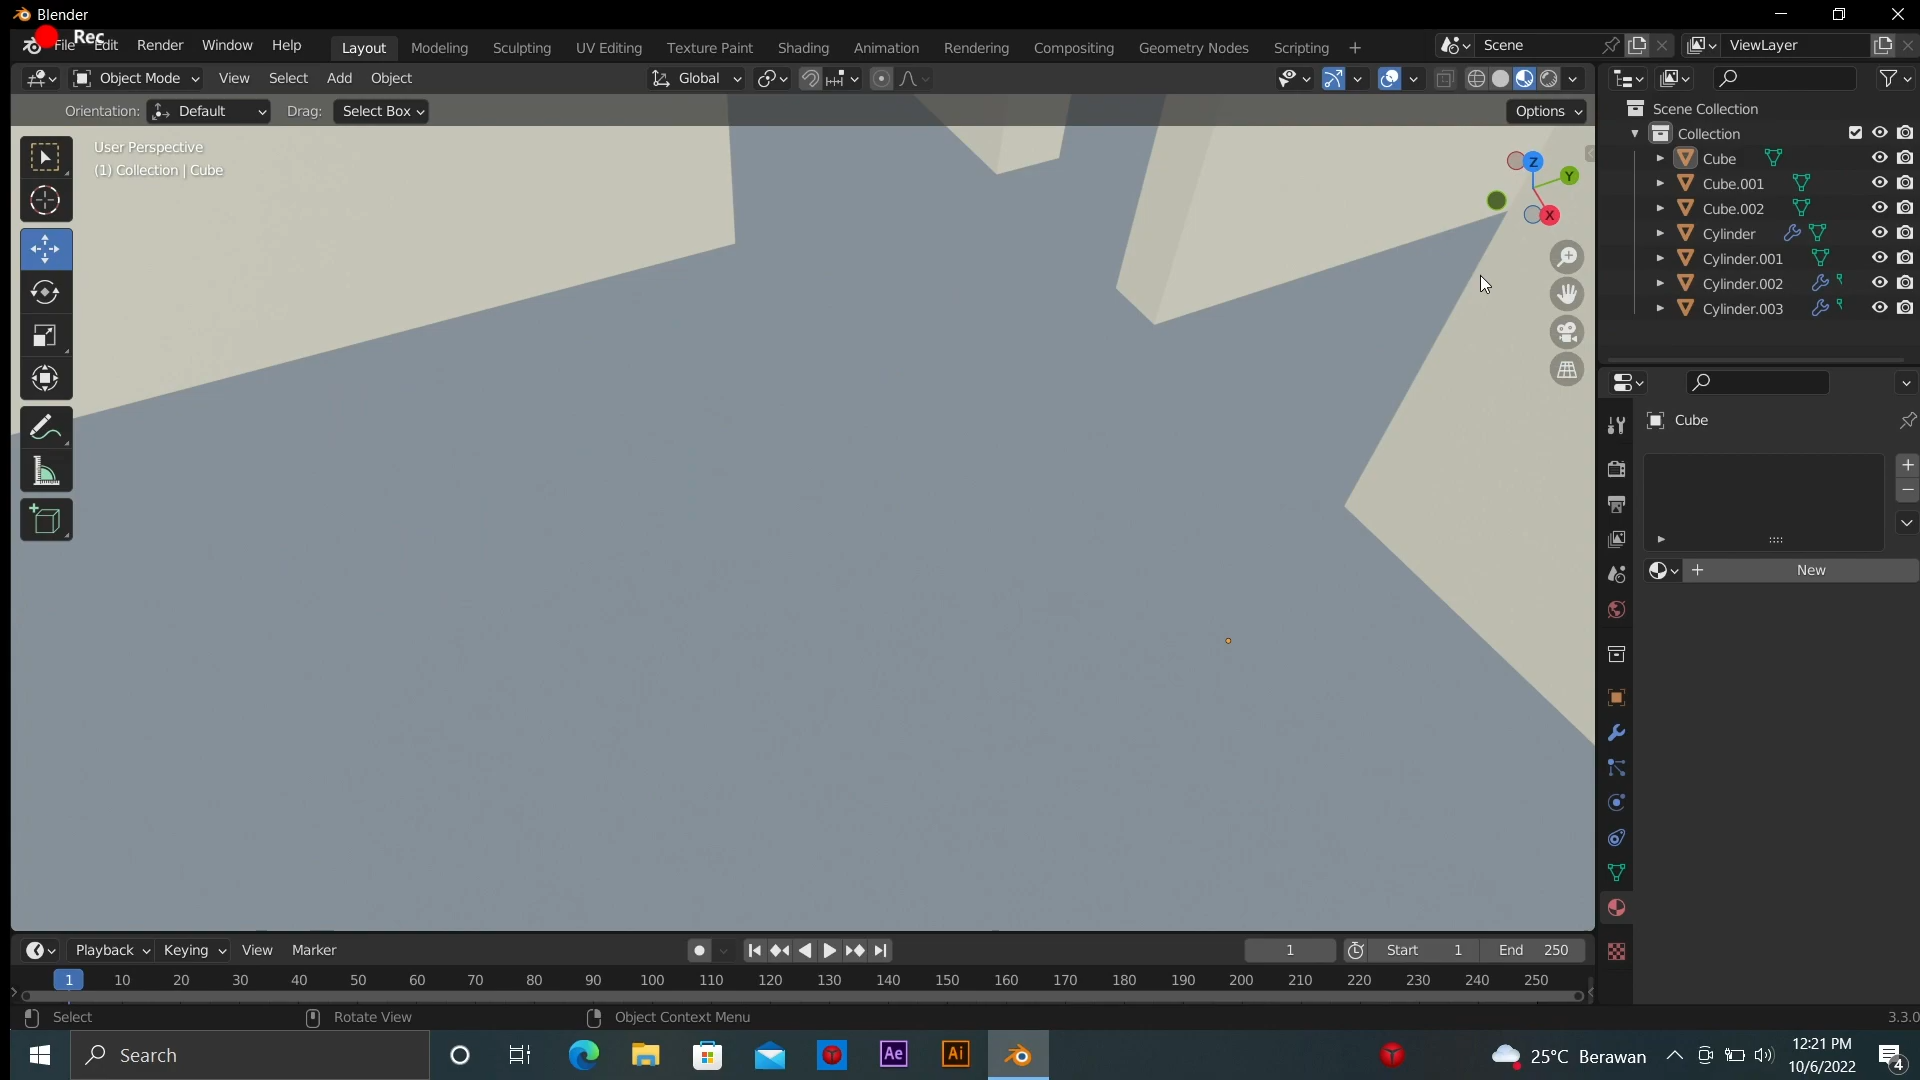 Blender
Rec
File Edit Render Window Help Layout Modeling Sculpting UV Editing Texture Paint Shading Animation Rendering Compositing Geometry Nodes Scripting + Scene ViewLayer
Object Mode View Select Add Object Global
Orientation: Default Drag: Select Box Options
User Perspective
(1) Collection | Cube
Z
Y
X
Scene Collection
Collection
Cube
Cube.001
Cube.002
Cylinder
Cylinder.001
Cylinder.002
Cylinder.003
Cube
New
Playback Keying View Marker 1 Start 1 End 250
1 10 20 30 40 50 60 70 80 90 100 110 120 130 140 150 160 170 180 190 200 210 220 230 240 250
Select Rotate View Object Context Menu 3.3.0
Search Ae Ai 25°C Berawan 12:21 PM
10/6/2022
4